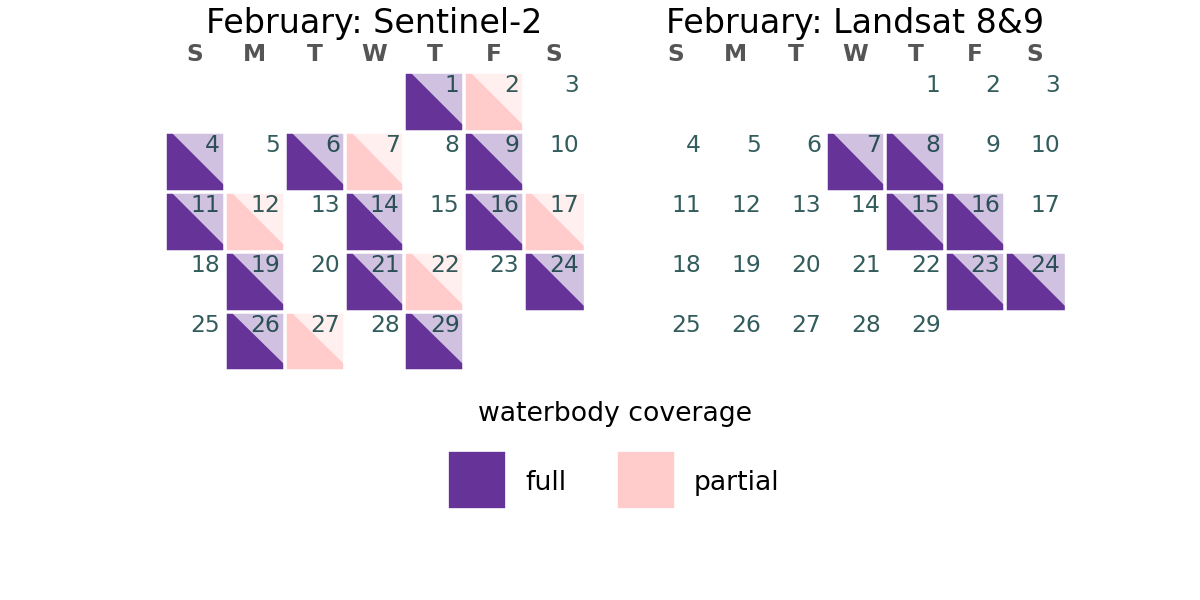 February: Sentinel-2
S M T W T F S
1 2 3
4 5 6 7 8 9 10
11 12 13 14 15 16 17
18 19 20 21 22 23 24
25 26 27 28 29
February: Landsat 8&9
S M T W T F S
1 2 3
4 5 6 7 8 9 10
11 12 13 14 15 16 17
18 19 20 21 22 23 24
25 26 27 28 29
waterbody coverage
full partial